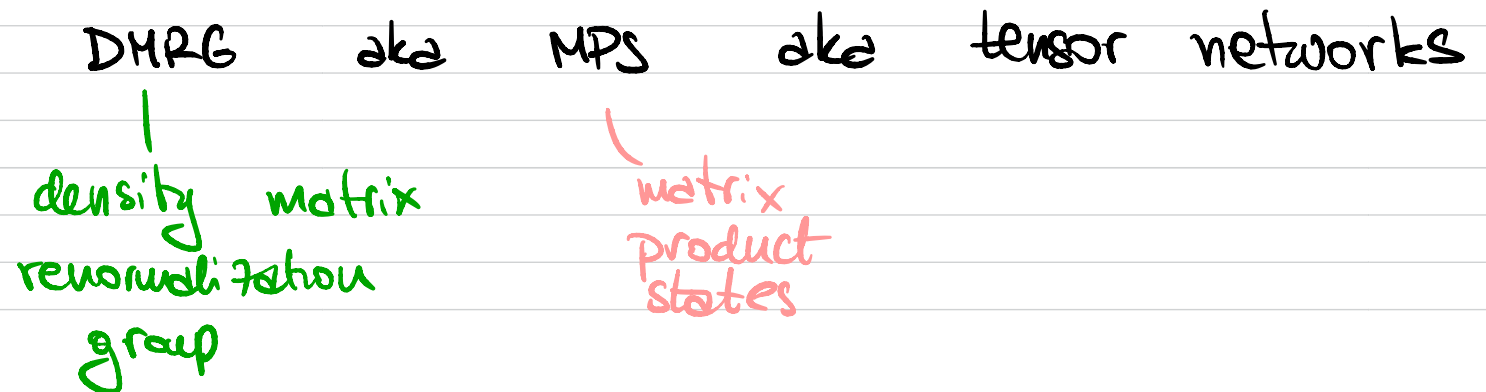 DMRG aka MPS aka tensor networks
density matrix
renormalization
group
matrix
product
states